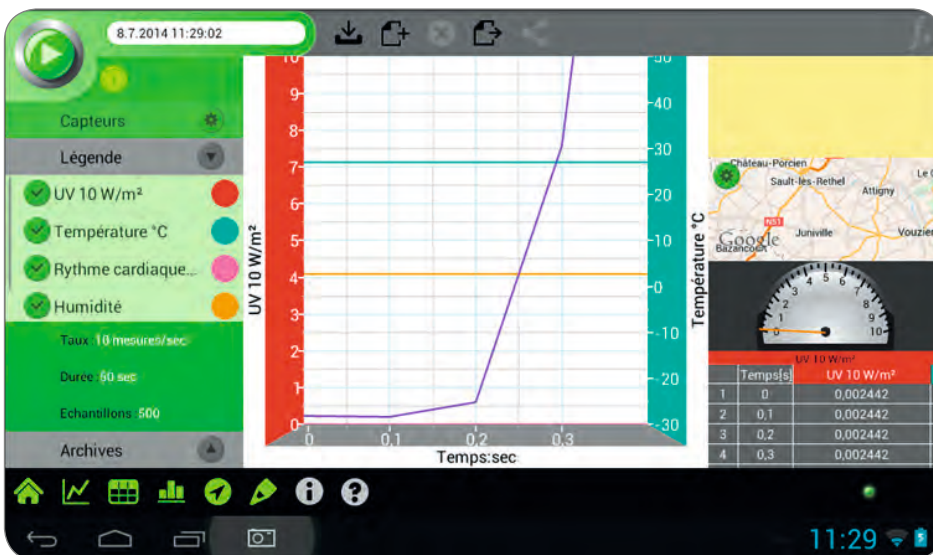 8.7.2014 11:29:02
Capteurs
Légende
UV 10 W/m²
Température °C
Rythme cardiaque...
Humidité
Taux: 10 mesures/sec
Durée: 60 sec
Echantillons: 500
Archives
UV 10 W/m²
10
9
8
7
6
5
4
3
2
1
0
0 0,1 0,2 0,3
Temps:sec
50
40
30
20
10
0
-10
-20
-30
Température °C
Château-Porcien
Sault-lès-Rethel
Attigny
Le C
N51
Google
Juniville
Vouzier
Bazancourt
0 1 2 3 4 5 6 7 8 9 10
UV 10 W/m²
Temps[s] UV 10 W/m²
1 0 0,002442
2 0,1 0,002442
3 0,2 0,002442
4 0,3 0,002442
11:29